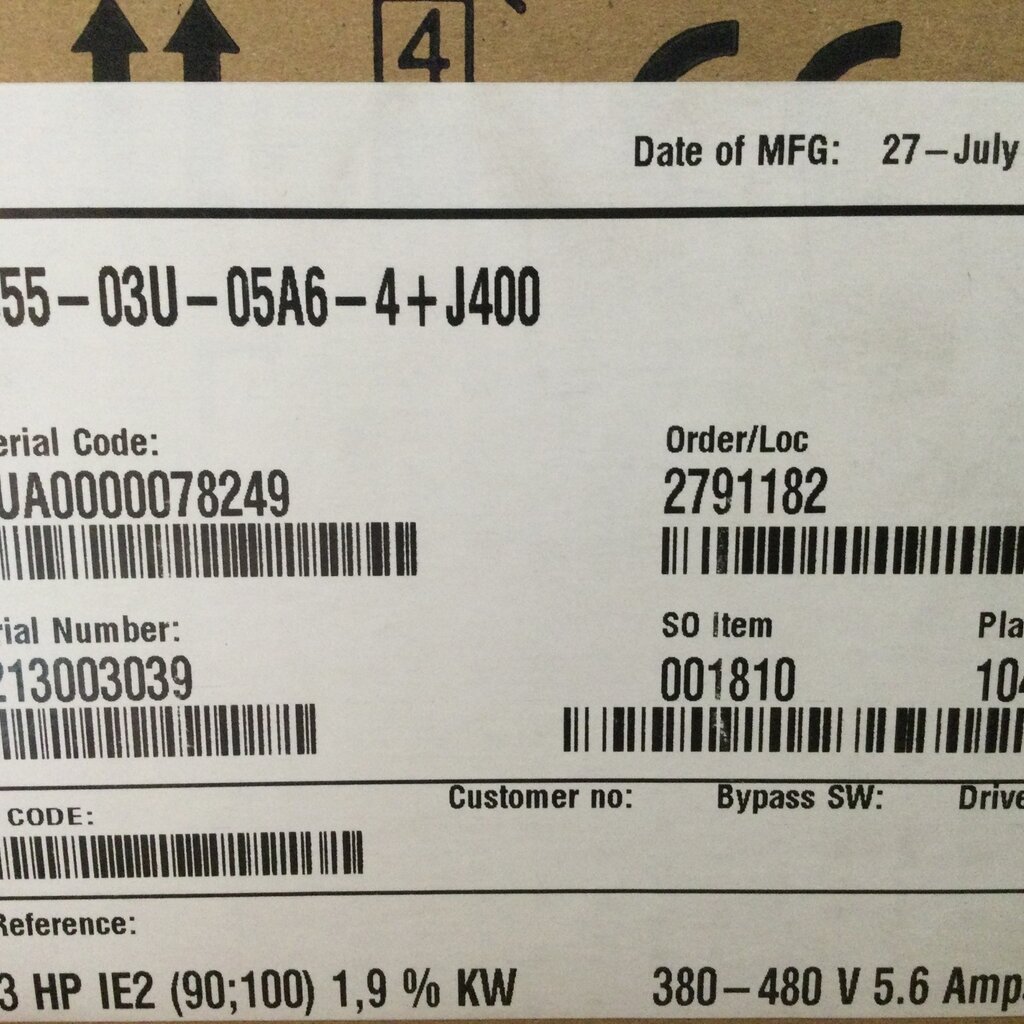 4
Date of MFG: 27-July
55-03U-05A6-4+J400
erial Code:
UA0000078249
Order/Loc
2791182
rial Number:
213003039
SO Item
001810
Pla
104
CODE:
Customer no: Bypass SW: Drive
Reference:
3 HP IE2 (90;100) 1,9 % KW 380-480 V 5.6 Amp